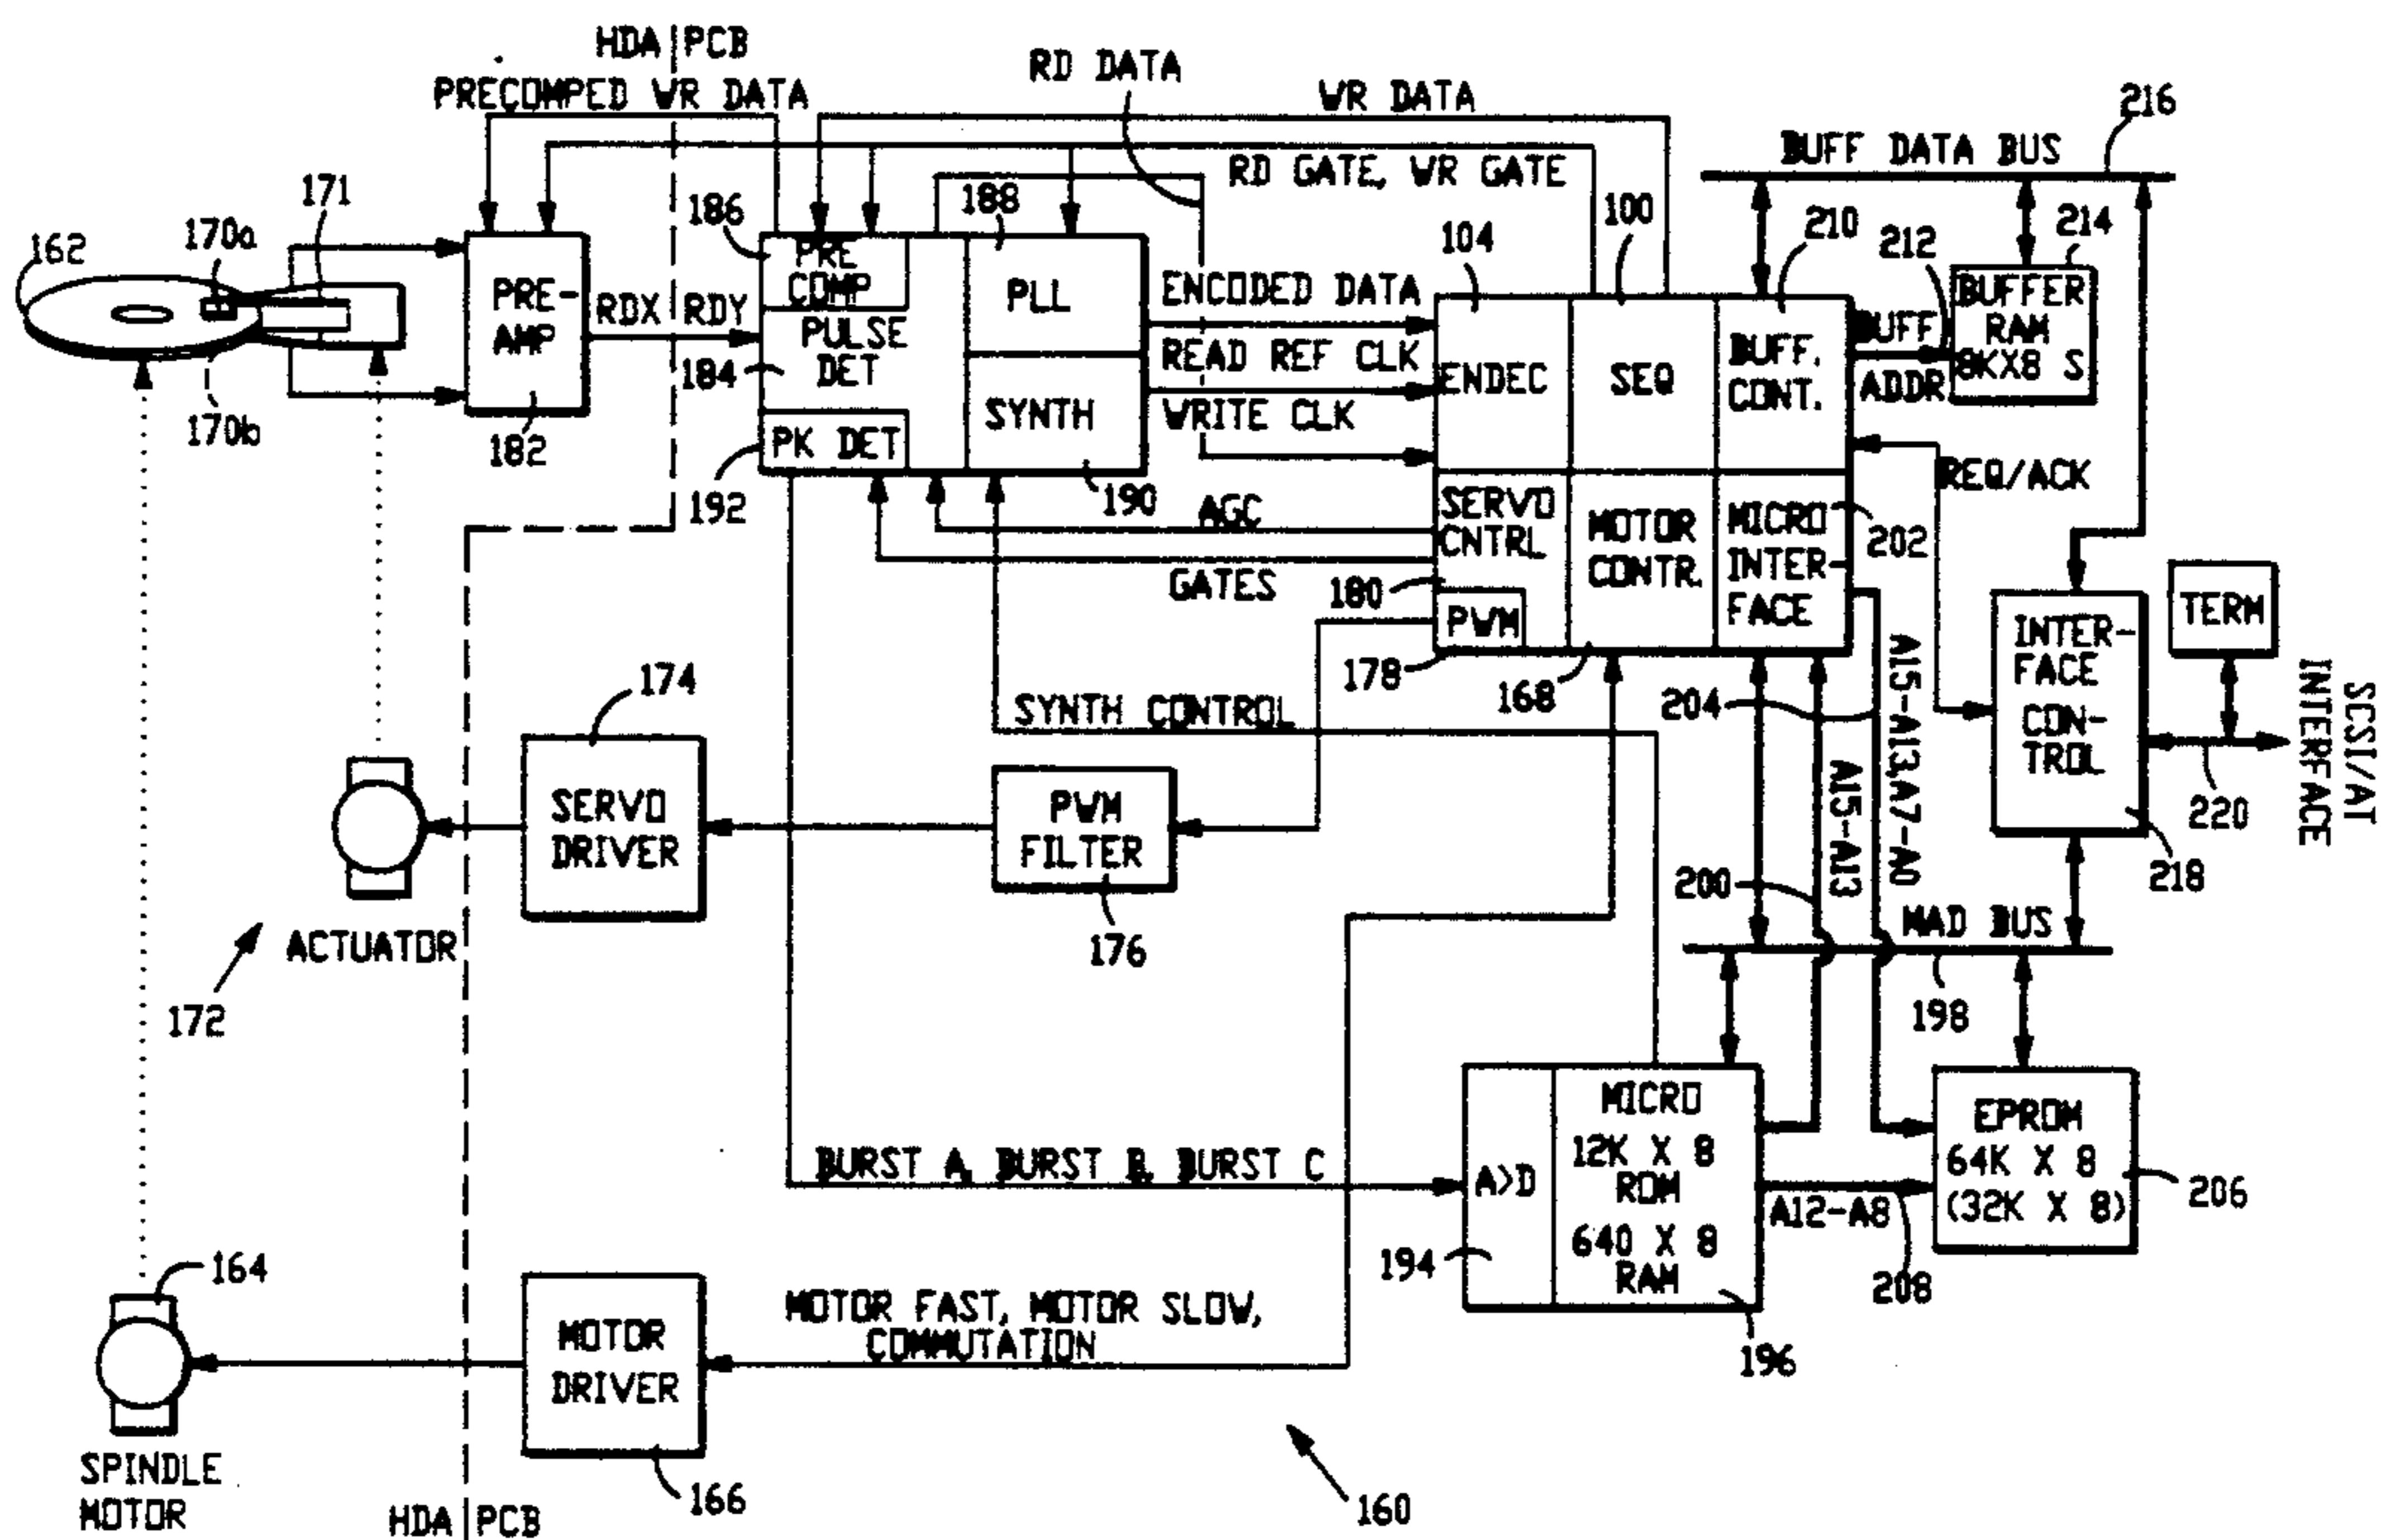 HDA PCB
PRECOMPED WR DATA
RD DATA
WR DATA
RD GATE, WR GATE
BUFF DATA BUS
216
162
170a
171
170b
PRE-
AMP
182
RDX RDY
186
PRE
COMP
184
PULSE
DET
192
PK DET
188
PLL
SYNTH
190
ENCODED DATA
READ REF CLK
WRITE CLK
AGC
GATES
104
100
210
ENDEC
SEQ
BUFF.
CONT.
SERVO
CNTRL
180
PWM
178
MOTOR
CONTR.
168
MICRO
INTER-
FACE
202
212
BUFF
ADDR
214
BUFFER
RAM
8KX8 S
REQ/ACK
TERM
INTER-
FACE
CON-
TROL
218
220
SCSI/AT
INTERFACE
204
A15-A13,A7-A0
200
A15-A13
MAD BUS
198
SYNTH CONTROL
174
SERVO
DRIVER
PWM
FILTER
176
ACTUATOR
172
BURST A, BURST B, BURST C
A>D
194
MICRO
12K X 8
ROM
640 X 8
RAM
196
A12-A8
208
EPROM
64K X 8
(32K X 8)
206
164
SPINDLE
MOTOR
MOTOR
DRIVER
166
MOTOR FAST, MOTOR SLOW,
COMMUTATION
160
HDA PCB